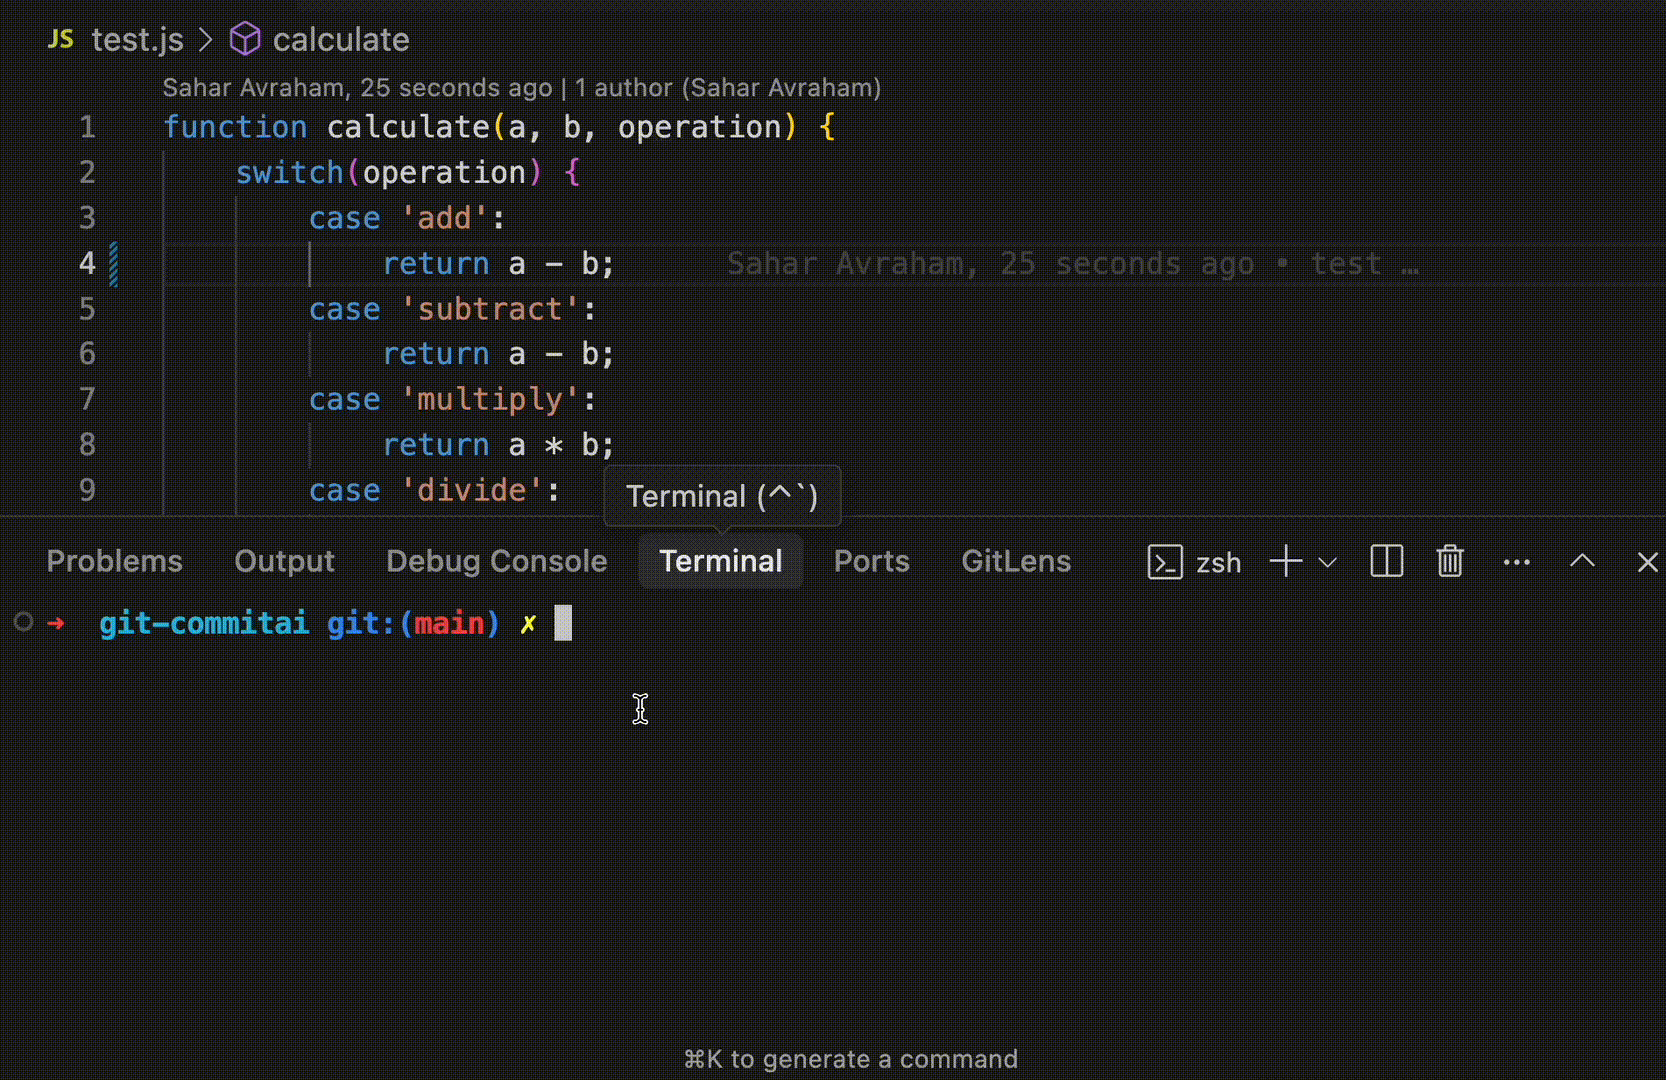 JS test.js > calculate
Sahar Avraham, 25 seconds ago | 1 author (Sahar Avraham)
1 function calculate(a, b, operation) {
2 switch(operation) {
3 case 'add':
4 return a - b; Sahar Avraham, 25 seconds ago • test …
5 case 'subtract':
6 return a - b;
7 case 'multiply':
8 return a * b;
9 case 'divide':
Terminal (^`)
Problems Output Debug Console Terminal Ports GitLens zsh
➜ git-commitai git:(main) ✗
⌘K to generate a command